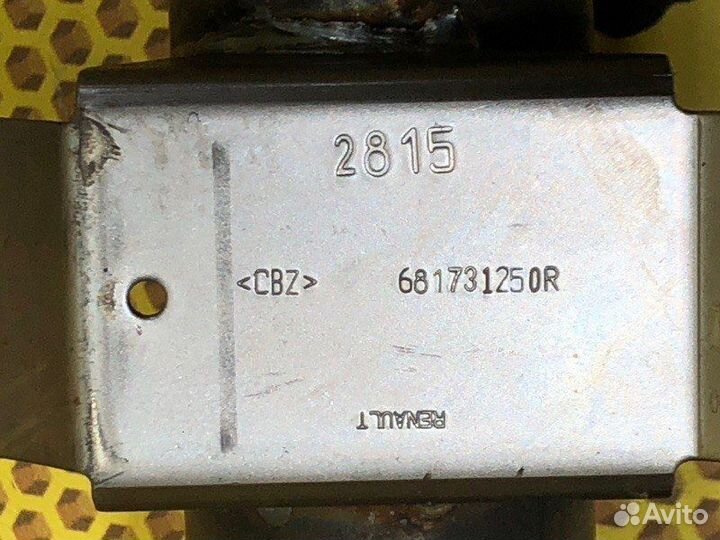 2815
<CBZ> 681731250R
RENAULT
Avito